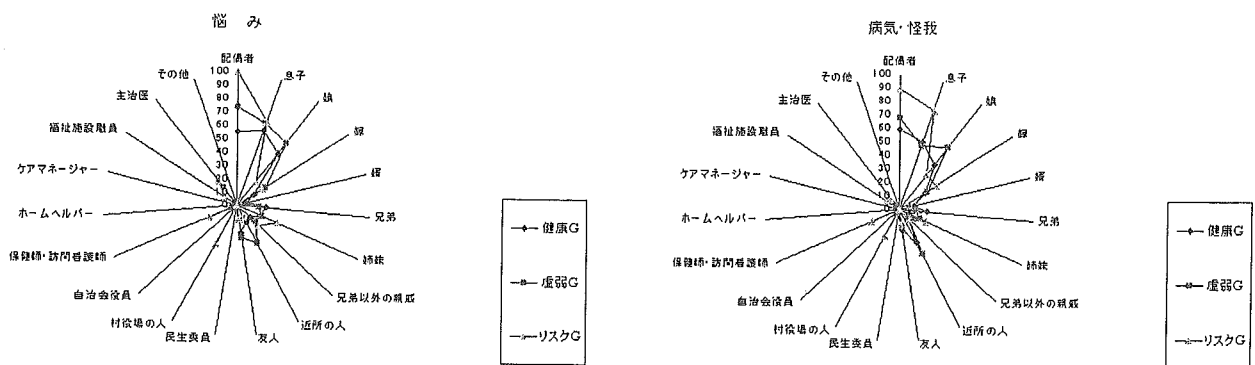 悩 み
配偶者
100
90
80
70
60
50
40
30
20
息子
娘
嫁
婿
兄弟
姉妹
兄弟以外の親戚
近所の人
友人
民生委員
村役場の人
自治会役員
保健師・訪問看護師
ホームヘルパー
ケアマネージャー
福祉施設職員
主治医
その他
健康G
虚弱G
リスクG
病気・怪我
配偶者
100
90
80
70
60
50
40
30
20
10
0
息子
娘
嫁
婿
兄弟
姉妹
兄弟以外の親戚
近所の人
友人
民生委員
村役場の人
自治会役員
保健師・訪問看護師
ホームヘルパー
ケアマネージャー
福祉施設職員
主治医
その他
健康G
虚弱G
リスクG